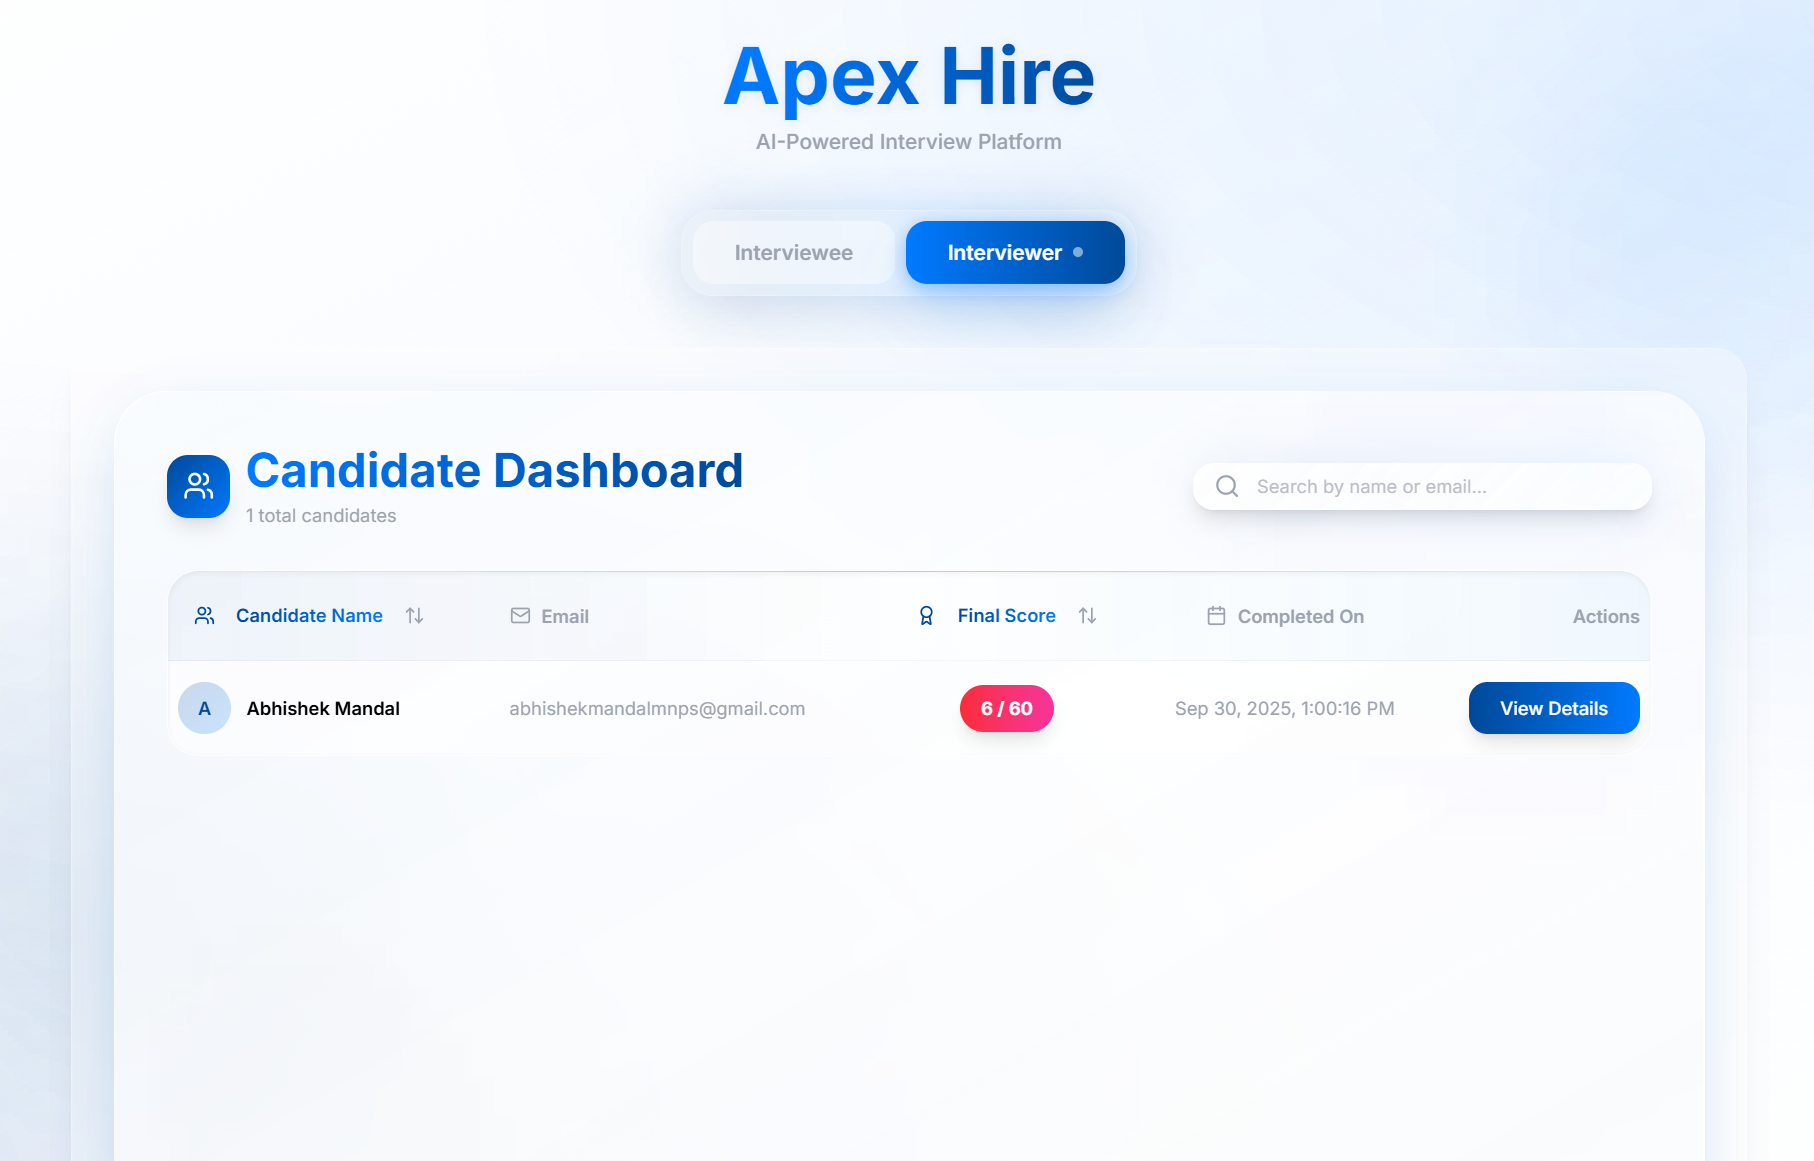 Apex Hire
AI-Powered Interview Platform
Interviewee
Interviewer
Candidate Dashboard
1 total candidates
Search by name or email...
Candidate Name
Email
Final Score
Completed On
Actions
A
Abhishek Mandal
abhishekmandalmnps@gmail.com
6 / 60
Sep 30, 2025, 1:00:16 PM
View Details